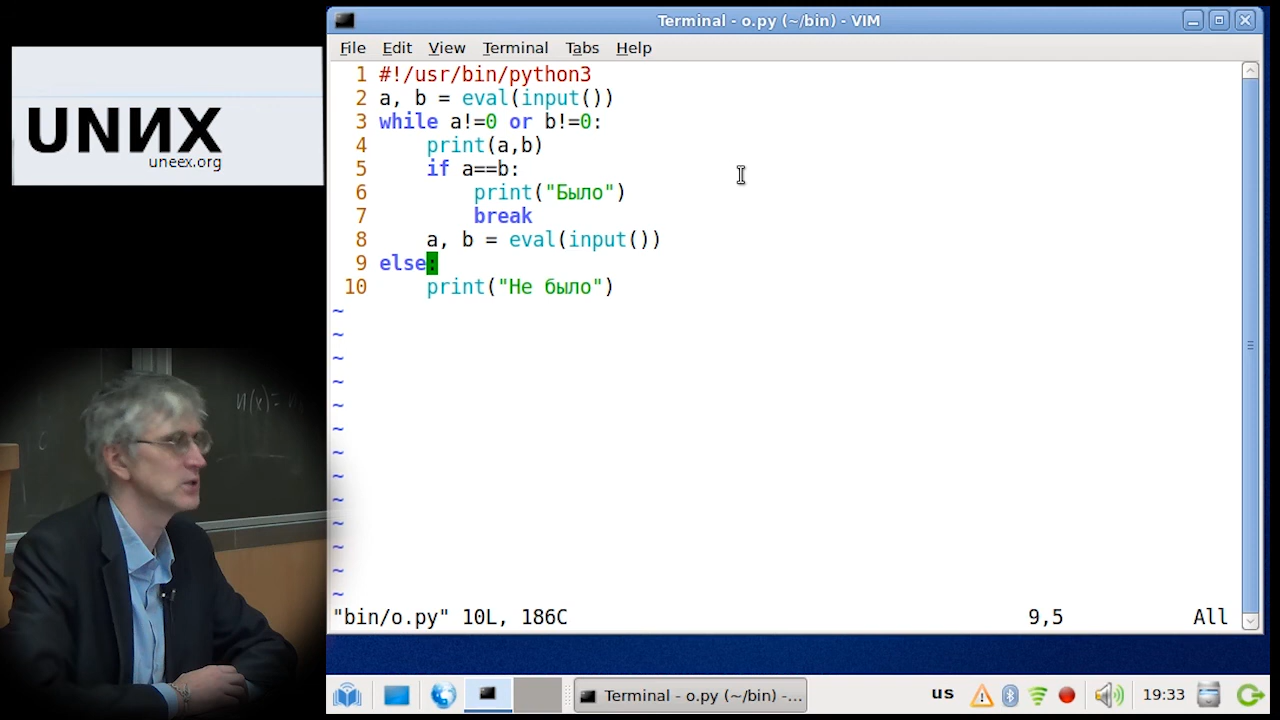 UNИX
uneex.org
Terminal - o.py (~/bin) - VIM
File Edit View Terminal Tabs Help
1 #!/usr/bin/python3
2 a, b = eval(input())
3 while a!=0 or b!=0:
4 print(a,b)
5 if a==b:
6 print("Было")
7 break
8 a, b = eval(input())
9 else:
10 print("Не было")
~
~
~
~
~
~
~
~
~
~
~
~
~
"bin/o.py" 10L, 186C 9,5 All
Terminal - o.py (~/bin) -... us 19:33